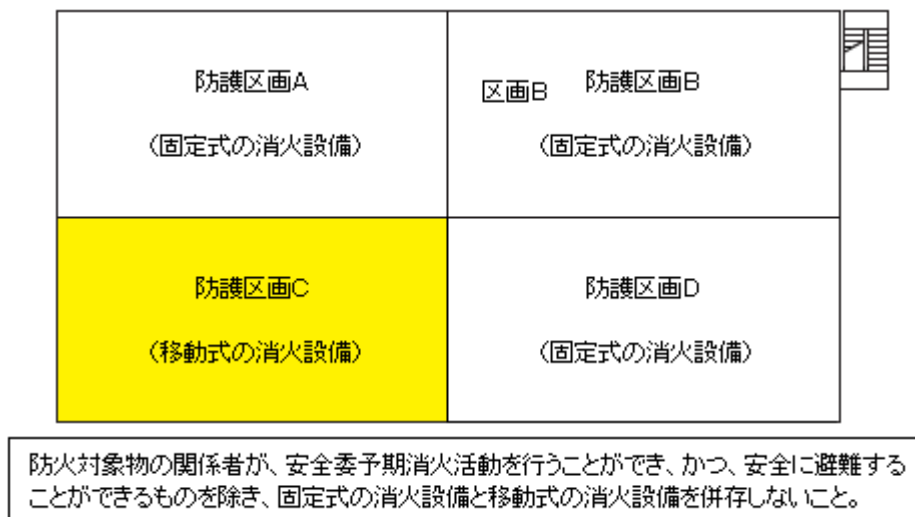 防護区画A
(固定式の消火設備)
区画B
防護区画B
(固定式の消火設備)
防護区画C
(移動式の消火設備)
防護区画D
(固定式の消火設備)
防火対象物の関係者が、安全委予期消火活動を行うことができ、かつ、安全に避難する
ことができるものを除き、固定式の消火設備と移動式の消火設備を併存しないこと。